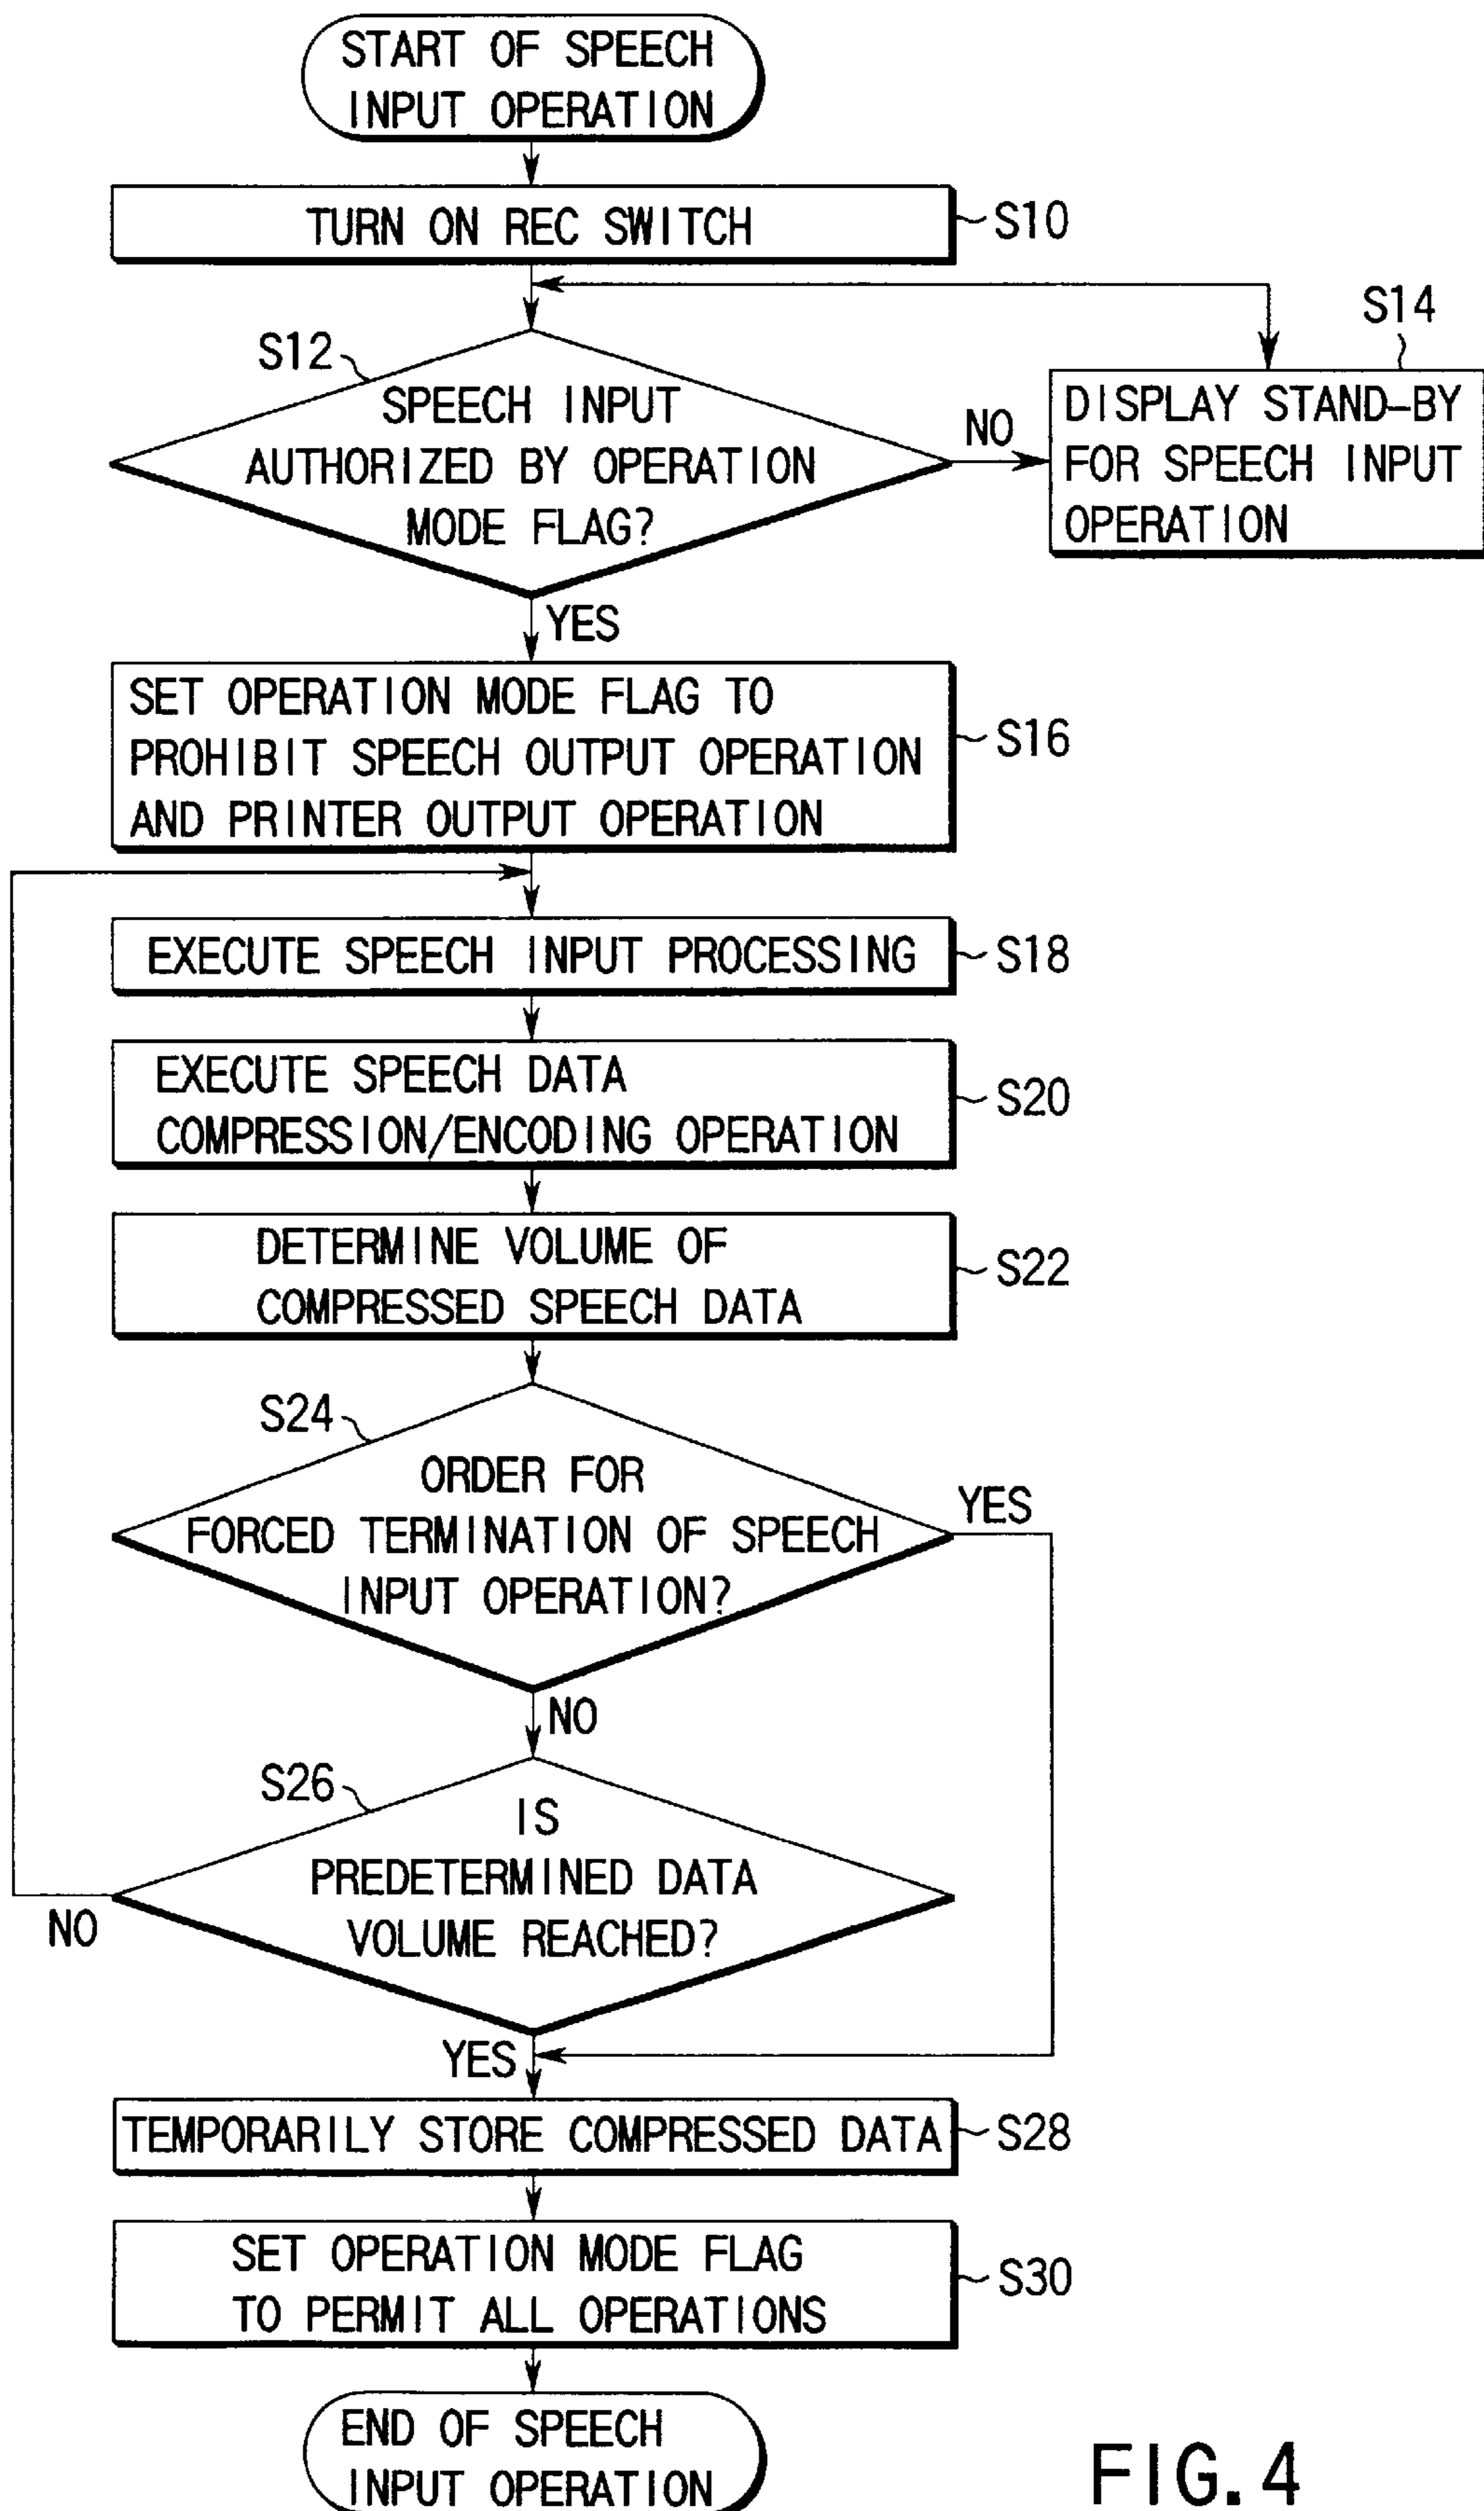 START OF SPEECH
INPUT OPERATION
TURN ON REC SWITCH
S10
S12
SPEECH INPUT
AUTHORIZED BY OPERATION
MODE FLAG?
NO
S14
DISPLAY STAND-BY
FOR SPEECH INPUT
OPERATION
YES
SET OPERATION MODE FLAG TO
PROHIBIT SPEECH OUTPUT OPERATION
AND PRINTER OUTPUT OPERATION
S16
EXECUTE SPEECH INPUT PROCESSING
S18
EXECUTE SPEECH DATA
COMPRESSION/ENCODING OPERATION
S20
DETERMINE VOLUME OF
COMPRESSED SPEECH DATA
S22
S24
ORDER FOR
FORCED TERMINATION OF SPEECH
INPUT OPERATION?
YES
NO
S26
IS
PREDETERMINED DATA
VOLUME REACHED?
NO
YES
TEMPORARILY STORE COMPRESSED DATA
S28
SET OPERATION MODE FLAG
TO PERMIT ALL OPERATIONS
S30
END OF SPEECH
INPUT OPERATION
FIG. 4